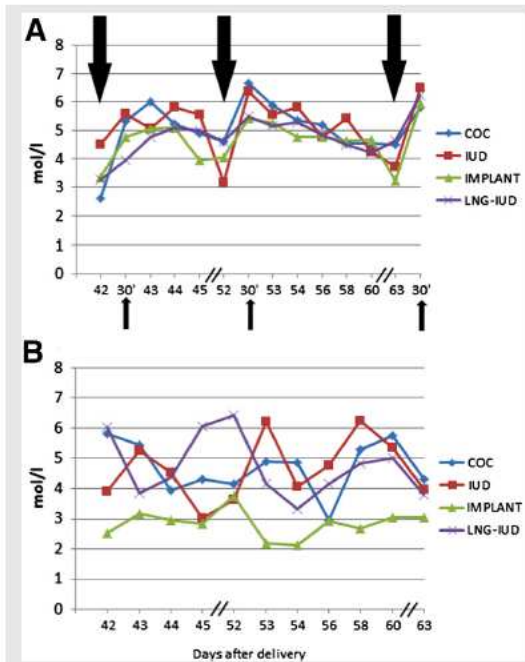 A
8
7
6
5
4
3
2
1
0
mol/l
42 30' 43 44 45 // 52 30' 53 54 56 58 60 // 63 30'
COC
IUD
IMPLANT
LNG-IUD
B
8
7
6
5
4
3
2
1
0
mol/l
42 43 44 45 // 52 53 54 56 58 60 // 63
COC
IUD
IMPLANT
LNG-IUD
Days after delivery